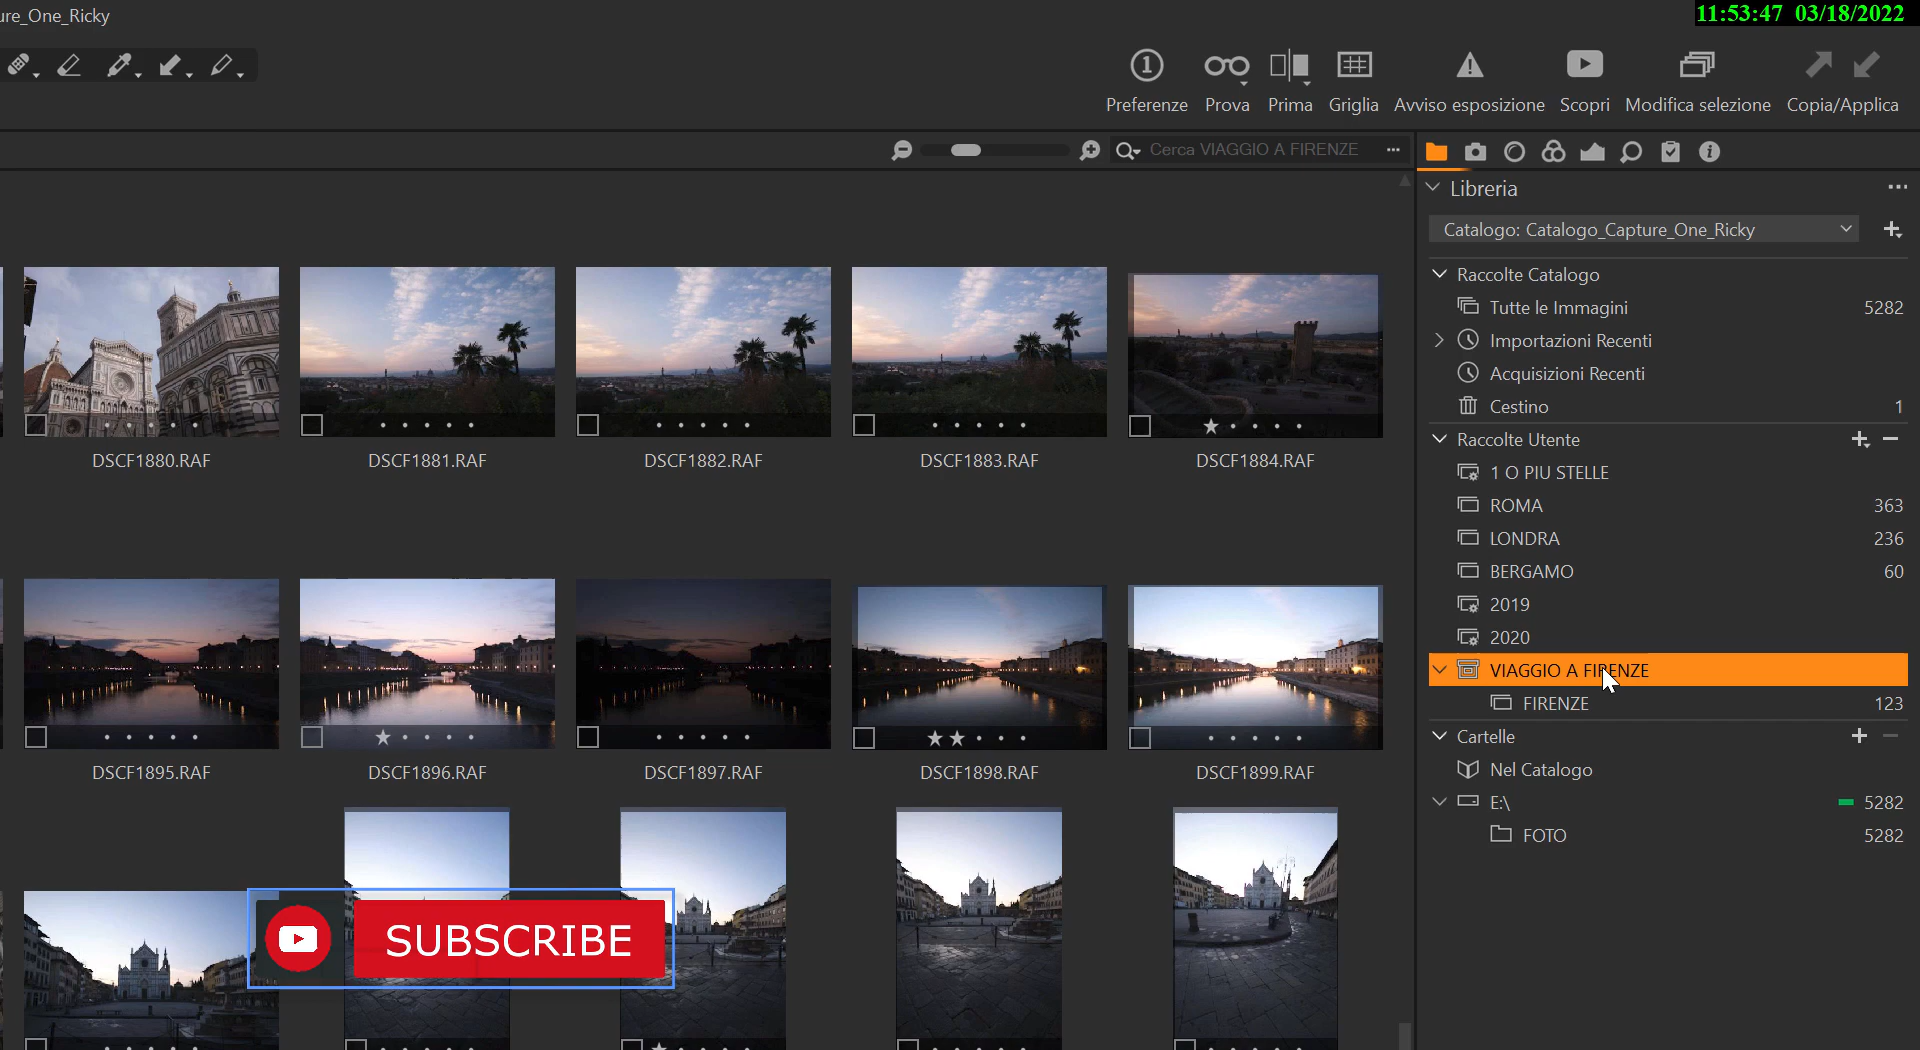 ure_One_Ricky
11:53:47 03/18/2022
Preferenze
Prova
Prima
Griglia
Avviso esposizione
Scopri
Modifica selezione
Copia/Applica
Cerca VIAGGIO A FIRENZE
Libreria
Catalogo: Catalogo_Capture_One_Ricky
Raccolte Catalogo
Tutte le Immagini 5282
Importazioni Recenti
Acquisizioni Recenti
Cestino 1
Raccolte Utente
1 O PIU STELLE
ROMA 363
LONDRA 236
BERGAMO 60
2019
2020
VIAGGIO A FIRENZE
FIRENZE 123
Cartelle
Nel Catalogo
E:\ 5282
FOTO 5282
DSCF1880.RAF
DSCF1881.RAF
DSCF1882.RAF
DSCF1883.RAF
DSCF1884.RAF
DSCF1895.RAF
DSCF1896.RAF
DSCF1897.RAF
DSCF1898.RAF
DSCF1899.RAF
SUBSCRIBE